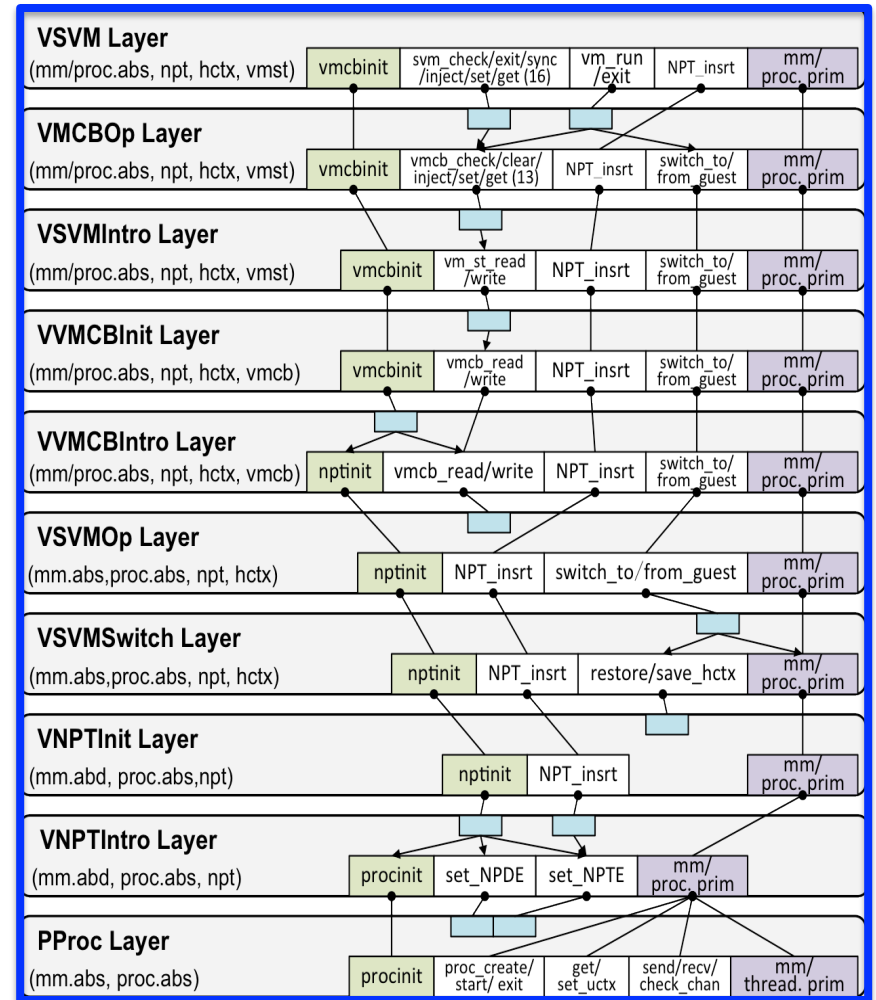 VSVM Layer
(mm/proc.abs, npt, hctx, vmst)
vmcbinit
svm_check/exit/sync
/inject/set/get (16)
vm_run
/exit
NPT_insrt
mm/
proc. prim
VMCBOp Layer
(mm/proc.abs, npt, hctx, vmst)
vmcbinit
vmcb_check/clear/
inject/set/get (13)
NPT_insrt
switch_to/
from_guest
mm/
proc. prim
VSVMIntro Layer
(mm/proc.abs, npt, hctx, vmst)
vmcbinit
vm_st_read
/write
NPT_insrt
switch_to/
from_guest
mm/
proc. prim
VVMCBInit Layer
(mm/proc.abs, npt, hctx, vmcb)
vmcbinit
vmcb_read
/write
NPT_insrt
switch_to/
from_guest
mm/
proc. prim
VVMCBIntro Layer
(mm/proc.abs, npt, hctx, vmcb)
nptinit
vmcb_read/write
NPT_insrt
switch_to/
from_guest
mm/
proc. prim
VSVMOp Layer
(mm.abs,proc.abs, npt, hctx)
nptinit
NPT_insrt
switch_to/from_guest
mm/
proc. prim
VSVMSwitch Layer
(mm.abs,proc.abs, npt, hctx)
nptinit
NPT_insrt
restore/save_hctx
mm/
proc. prim
VNPTInit Layer
(mm.abd, proc.abs,npt)
nptinit
NPT_insrt
mm/
proc. prim
VNPTIntro Layer
(mm.abd, proc.abs, npt)
procinit
set_NPDE
set_NPTE
mm/
proc. prim
PProc Layer
(mm.abs, proc.abs)
procinit
proc_create/
start/ exit
get/
set_uctx
send/recv/
check_chan
mm/
thread. prim